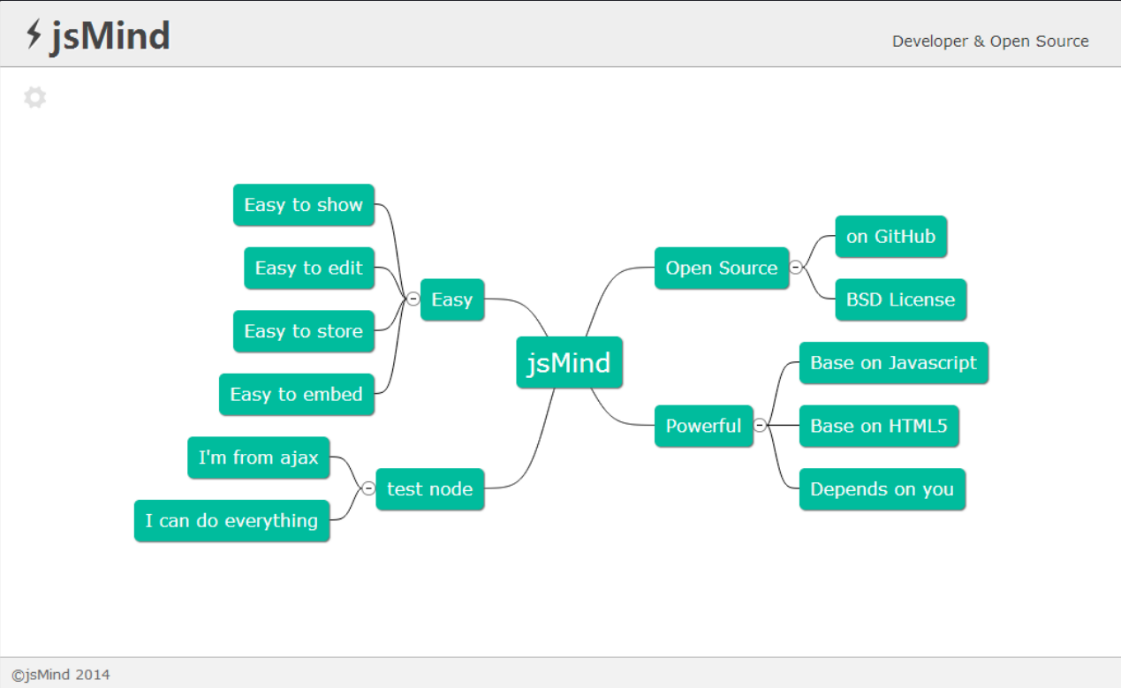 jsMind
Developer & Open Source
Easy to show
Easy to edit
Easy to store
Easy to embed
Easy
I'm from ajax
I can do everything
test node
jsMind
Open Source
on GitHub
BSD License
Powerful
Base on Javascript
Base on HTML5
Depends on you
©jsMind 2014